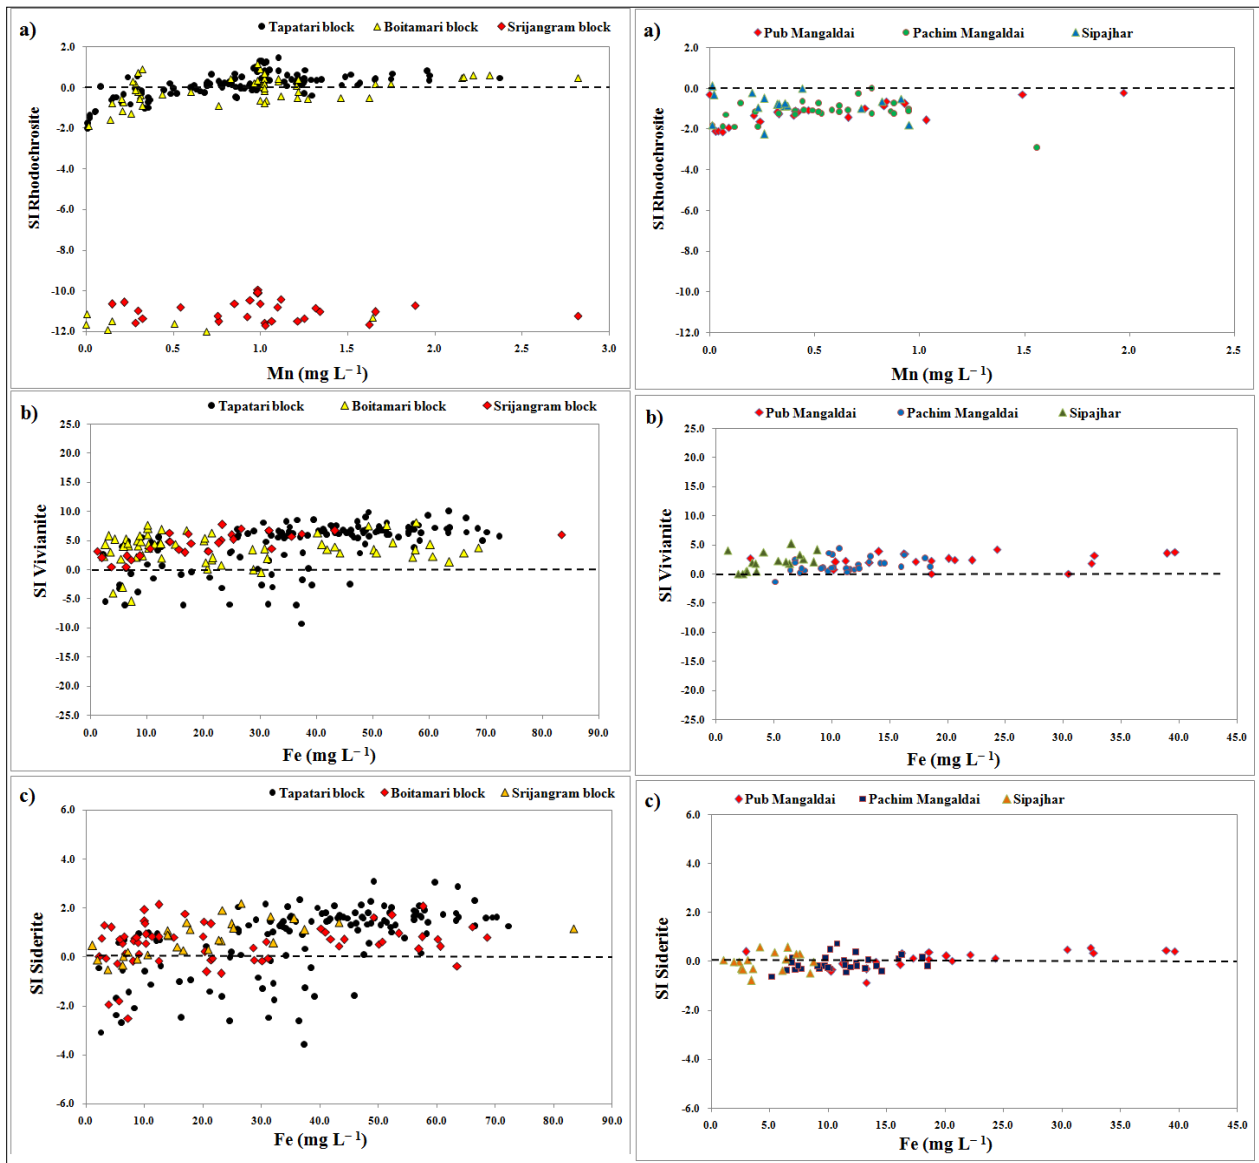 a)
Tapatari block Boitamari block Srijangram block
2.0
0.0
-2.0
-4.0
-6.0
-8.0
-10.0
-12.0
SI Rhodochrosite
0.0 0.5 1.0 1.5 2.0 2.5 3.0
Mn (mg L⁻¹)
a)
Pub Mangaldai Pachim Mangaldai Sipajhar
2.0
0.0
-2.0
-4.0
-6.0
-8.0
-10.0
-12.0
SI Rhodochrosite
0.0 0.5 1.0 1.5 2.0 2.5
Mn (mg L⁻¹)
b)
Tapatari block Boitamari block Srijangram block
25.0
20.0
15.0
10.0
5.0
0.0
-5.0
-10.0
-15.0
-20.0
-25.0
SI Vivianite
0.0 10.0 20.0 30.0 40.0 50.0 60.0 70.0 80.0 90.0
Fe (mg L⁻¹)
b)
Pub Mangaldai Pachim Mangaldai Sipajhar
25.0
20.0
15.0
10.0
5.0
0.0
-5.0
-10.0
-15.0
-20.0
-25.0
SI Vivianite
0.0 5.0 10.0 15.0 20.0 25.0 30.0 35.0 40.0 45.0
Fe (mg L⁻¹)
c)
Tapatari block Boitamari block Srijangram block
6.0
4.0
2.0
0.0
-2.0
-4.0
-6.0
SI Siderite
0.0 10.0 20.0 30.0 40.0 50.0 60.0 70.0 80.0 90.0
Fe (mg L⁻¹)
c)
Pub Mangaldai Pachim Mangaldai Sipajhar
6.0
4.0
2.0
0.0
-2.0
-4.0
-6.0
SI Siderite
0.0 5.0 10.0 15.0 20.0 25.0 30.0 35.0 40.0 45.0
Fe (mg L⁻¹)